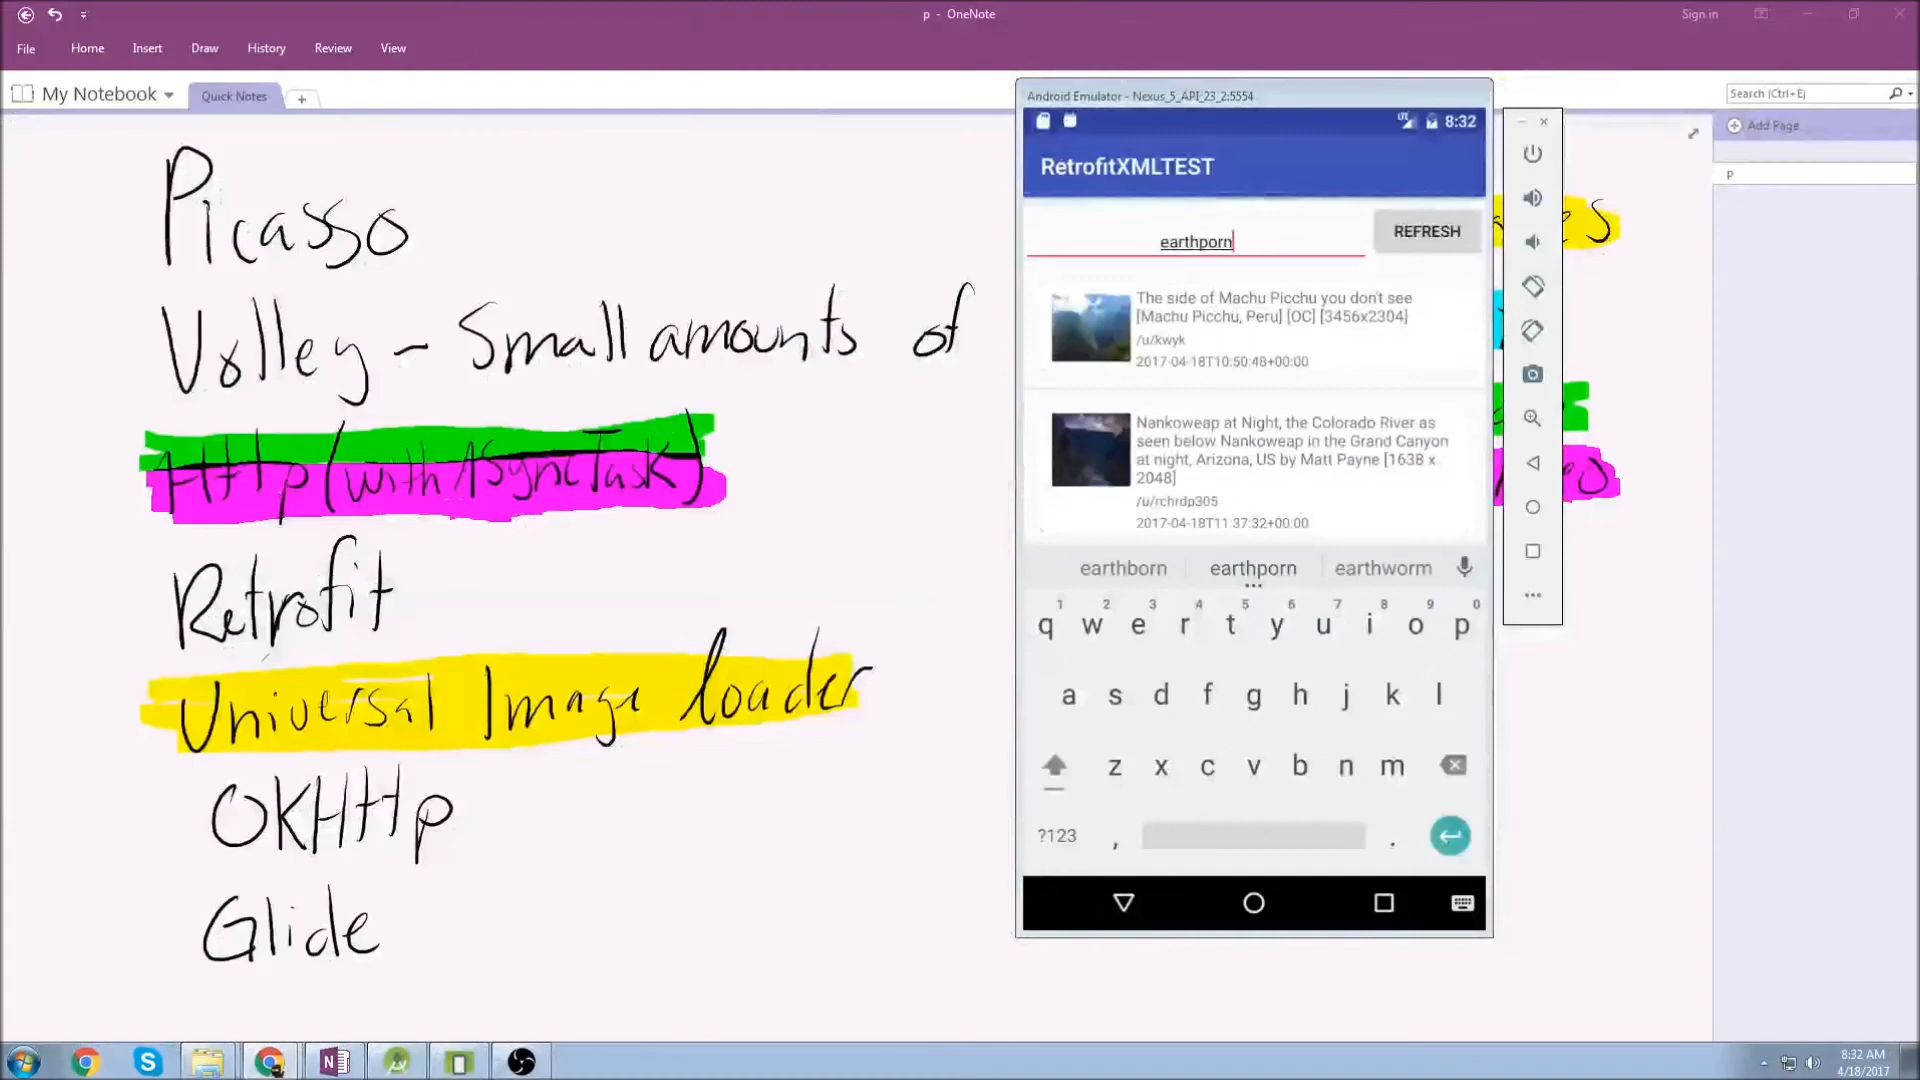 p - OneNote
Sign in
File
Home
Insert
Draw
History
Review
View
My Notebook
Quick Notes
Search (Ctrl+E)
Add Page
p
Picasso
Volley - Small amounts of
Http (with ASyncTask)
Retrofit
Universal Image loader
OKHttp
Glide
Android Emulator - Nexus_5_API_23_2:5554
8:32
RetrofitXMLTEST
earthporn
REFRESH
The side of Machu Picchu you don't see
[Machu Picchu, Peru] [OC] [3456x2304]
/u/kwyk
2017-04-18T10:50:48+00:00
Nankoweap at Night, the Colorado River as
seen below Nankoweap in the Grand Canyon
at night, Arizona, US by Matt Payne [1638 x
2048]
/u/rchrdp305
2017-04-18T11:37:32+00:00
earthborn
earthporn
earthworm
1 2 3 4 5 6 7 8 9 0
q w e r t y u i o p
a s d f g h j k l
z x c v b n m
?123 , .
8:32 AM
4/18/2017